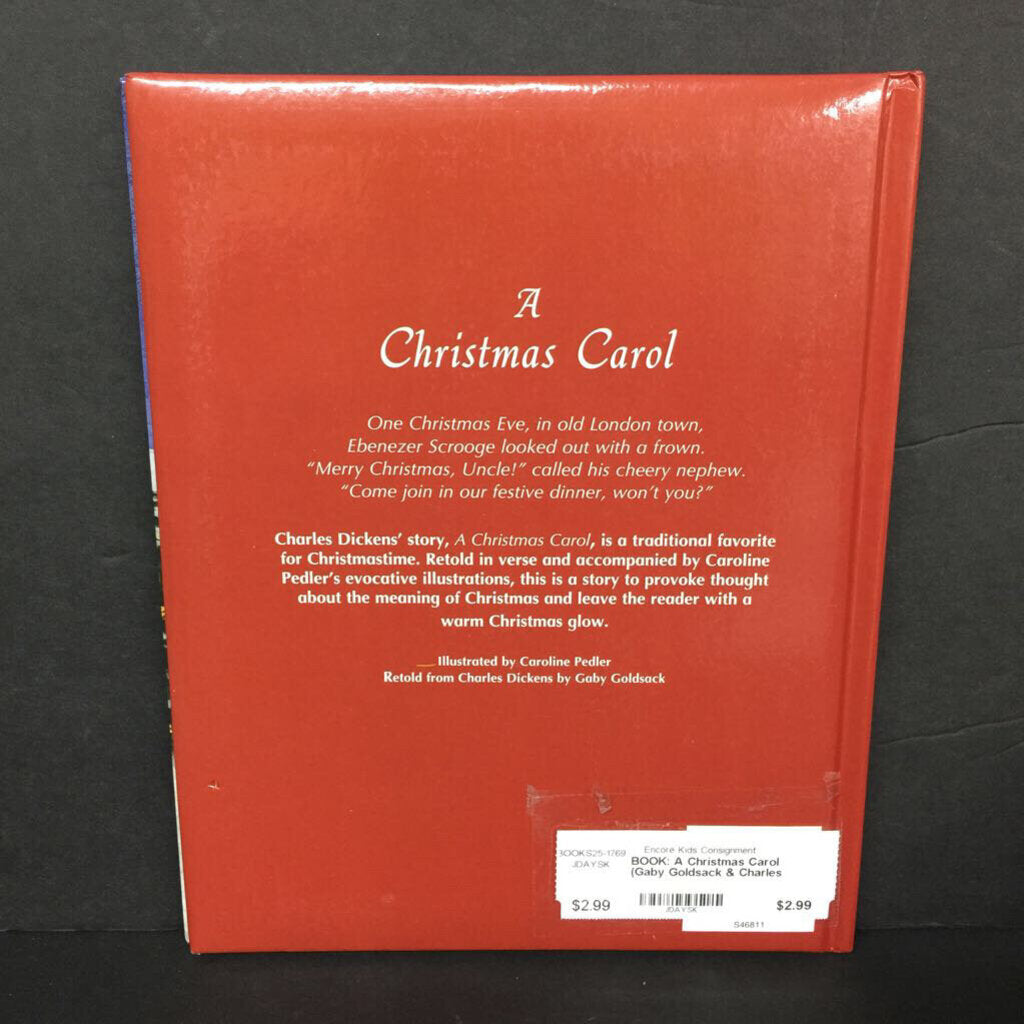 A
Christmas Carol
One Christmas Eve, in old London town,
Ebenezer Scrooge looked out with a frown.
“Merry Christmas, Uncle!” called his cheery nephew.
“Come join in our festive dinner, won’t you?”
Charles Dickens’ story, A Christmas Carol, is a traditional favorite
for Christmastime. Retold in verse and accompanied by Caroline
Pedler’s evocative illustrations, this is a story to provoke thought
about the meaning of Christmas and leave the reader with a
warm Christmas glow.
Illustrated by Caroline Pedler
Retold from Charles Dickens by Gaby Goldsack
BOOKS25-1769
JDAYSK
$2.99
Encore Kids Consignment
BOOK: A Christmas Carol
(Gaby Goldsack & Charles
JDAYSK
$2.99
S46811